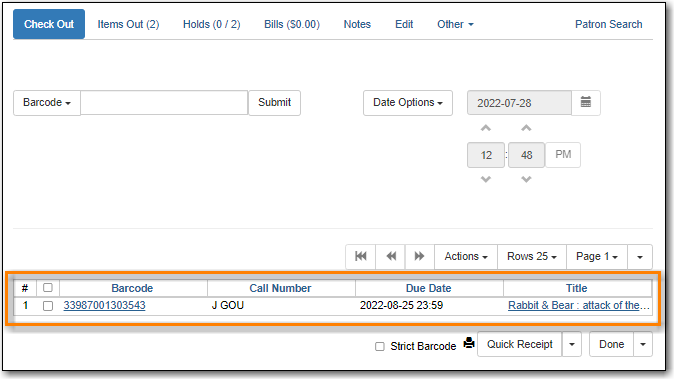 Check Out Items Out (2) Holds (0 / 2) Bills ($0.00) Notes Edit Other Patron Search
Barcode Submit Date Options 2022-07-28
12 : 48 PM
Actions Rows 25 Page 1
# Barcode Call Number Due Date Title
1 33987001303543 J GOU 2022-08-25 23:59 Rabbit & Bear : attack of the…
Strict Barcode Quick Receipt Done